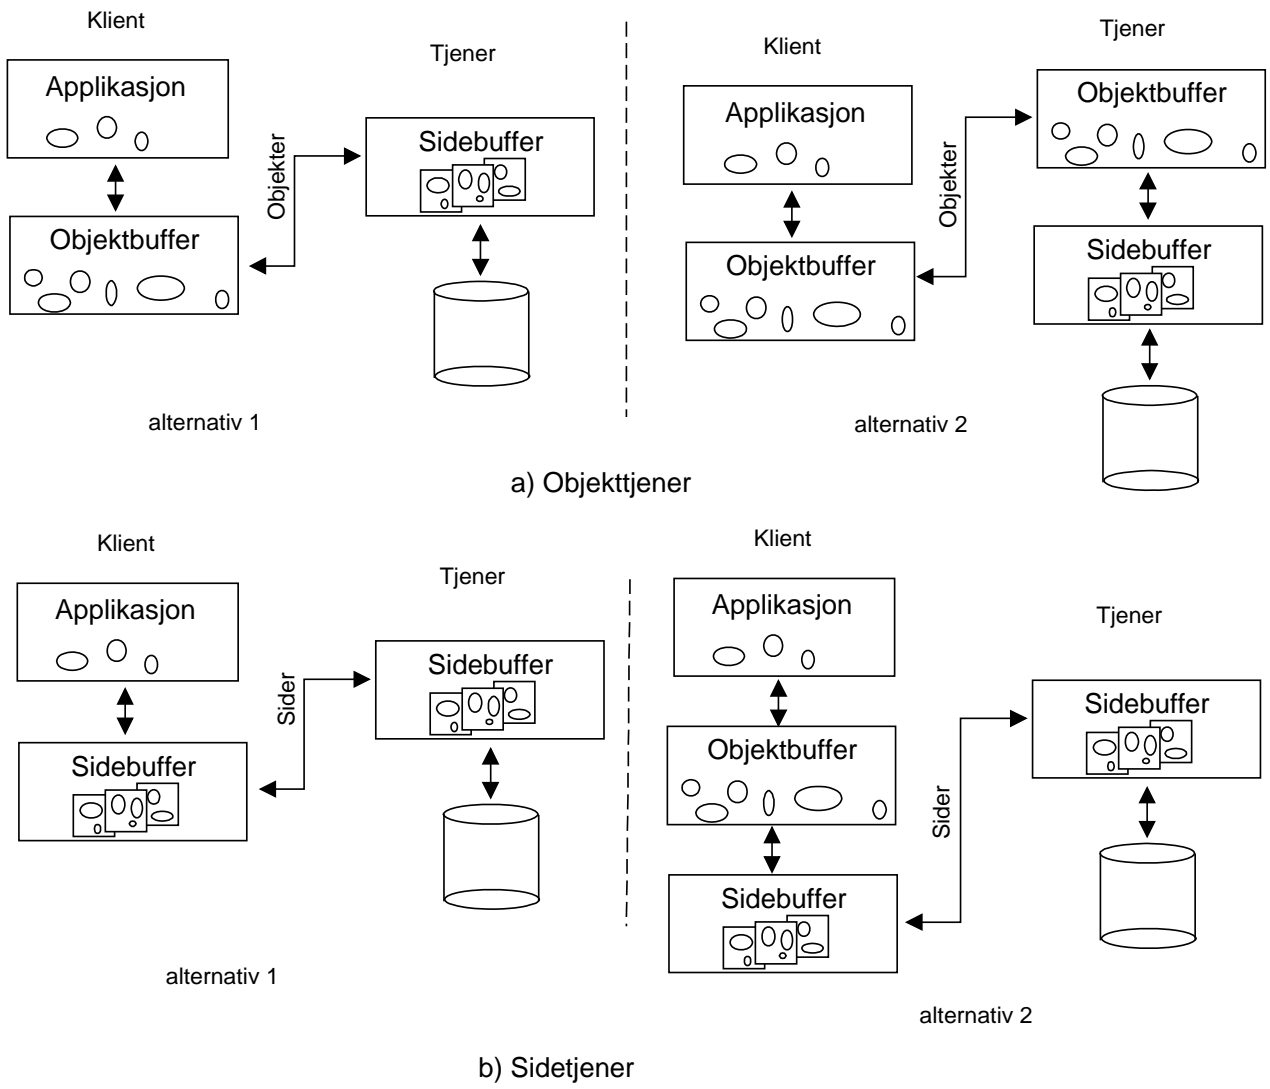 Klient
Tjener
Applikasjon
Objekter
Sidebuffer
Objektbuffer
alternativ 1
Klient
Tjener
Applikasjon
Objekter
Objektbuffer
Objektbuffer
Sidebuffer
alternativ 2
a) Objekttjener
Klient
Tjener
Applikasjon
Sider
Sidebuffer
Sidebuffer
alternativ 1
Klient
Tjener
Applikasjon
Objektbuffer
Sider
Sidebuffer
Sidebuffer
alternativ 2
b) Sidetjener